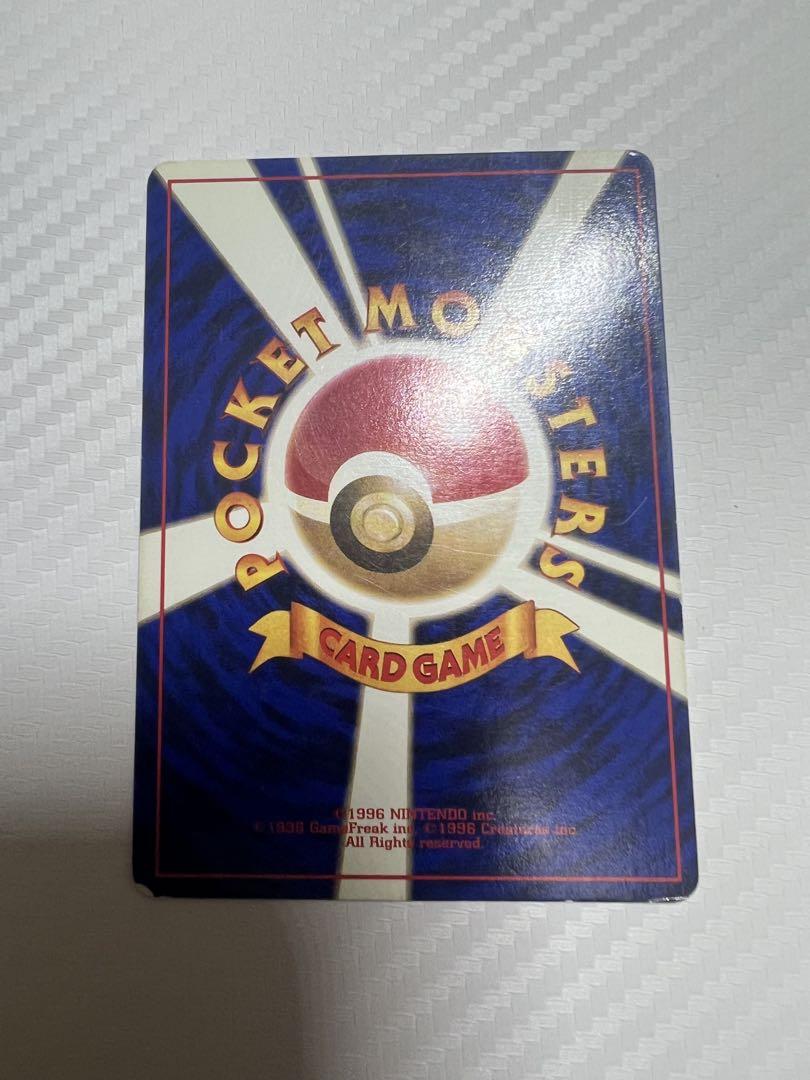 POCKET MONSTERS
CARD GAME
©1996 NINTENDO inc.
©1996 GameFreak inc. ©1996 Creatures inc.
All Rights reserved.